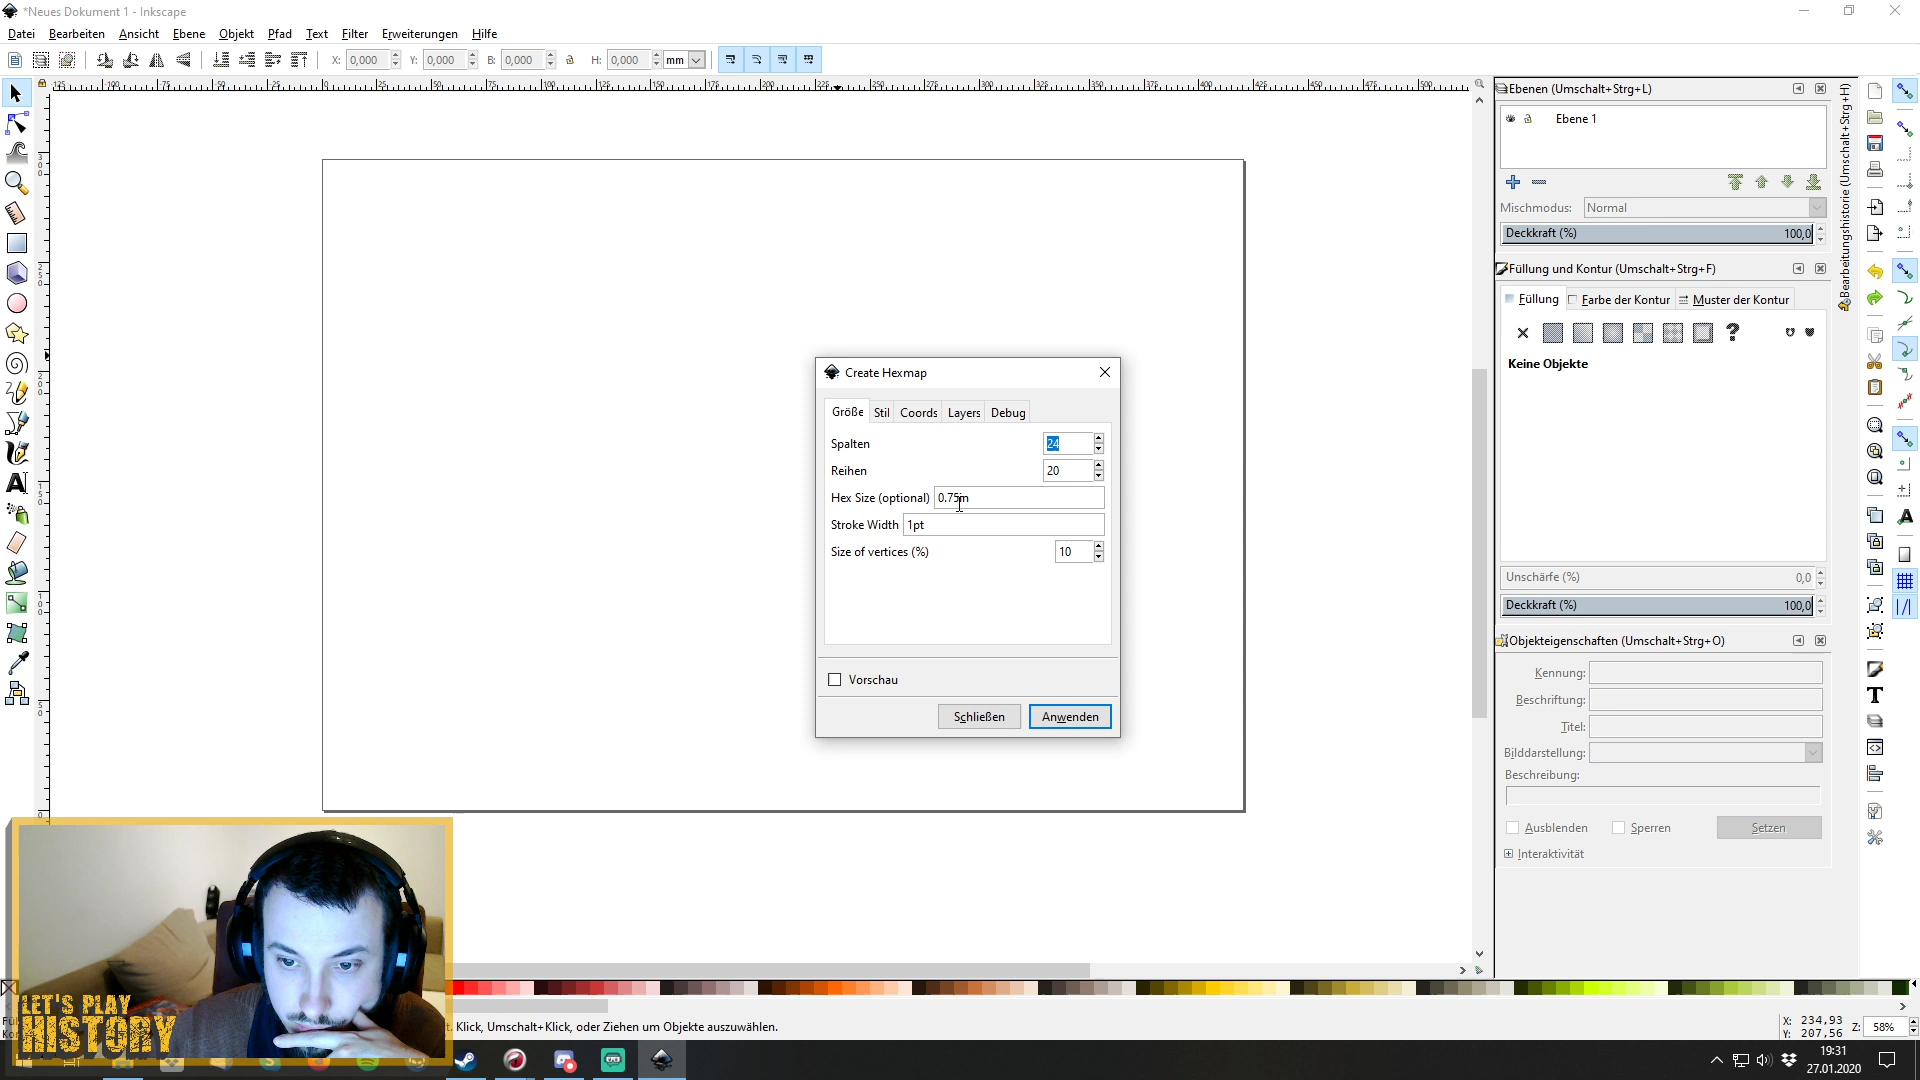 *Neues Dokument 1 - Inkscape
Datei Bearbeiten Ansicht Ebene Objekt Pfad Text Filter Erweiterungen Hilfe
X: 0,000 Y: 0,000 B: 0,000 H: 0,000 mm
Ebenen (Umschalt+Strg+L)
Ebene 1
Mischmodus: Normal
Deckkraft (%) 100,0
Bearbeitungshistorie (Umschalt+Strg+H)
Füllung und Kontur (Umschalt+Strg+F)
Füllung Farbe der Kontur Muster der Kontur
Keine Objekte
Create Hexmap
Größe Stil Coords Layers Debug
Spalten 24
Reihen 20
Hex Size (optional) 0.75in
Stroke Width 1pt
Size of vertices (%) 10
Vorschau
Schließen Anwenden
Unschärfe (%) 0,0
Deckkraft (%) 100,0
Objekteigenschaften (Umschalt+Strg+O)
Kennung:
Beschriftung:
Titel:
Bilddarstellung:
Beschreibung:
Ausblenden Sperren Setzen
Interaktivität
LET'S PLAY
HISTORY
Klick, Umschalt+Klick, oder Ziehen um Objekte auszuwählen.
X: 234,93
Y: 207,56
Z: 58%
19:31
27.01.2020